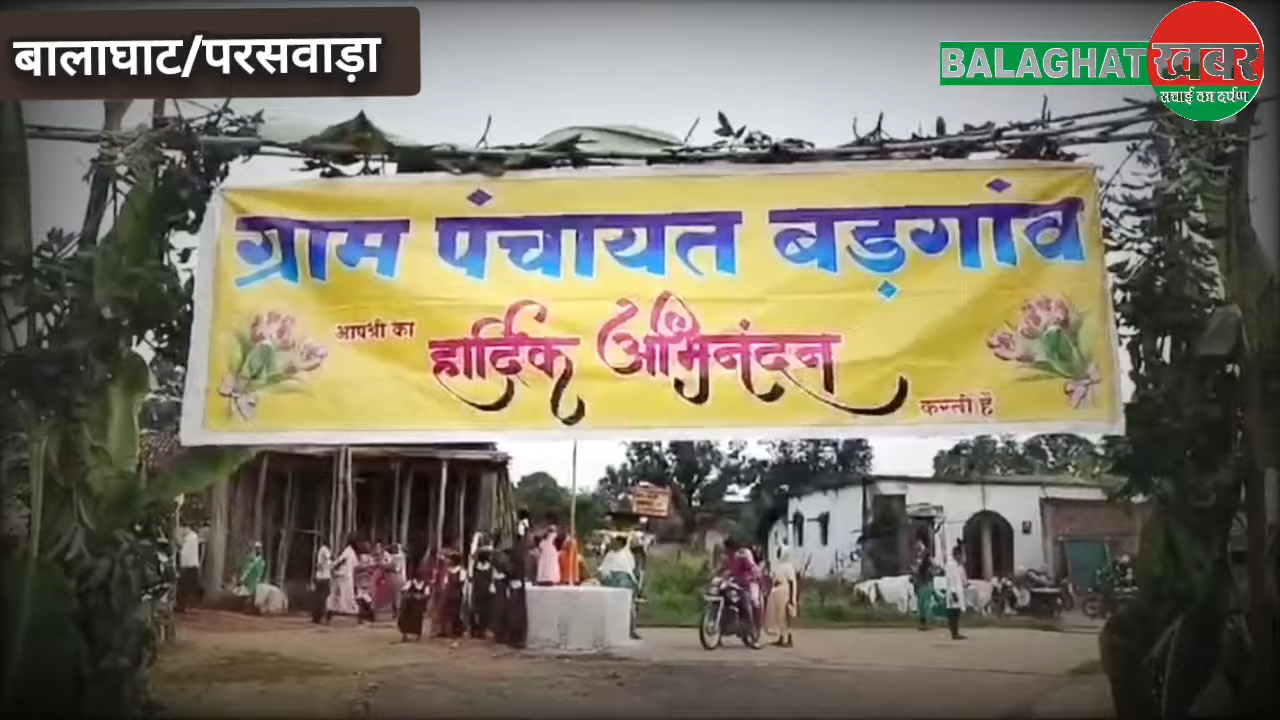 बालाघाट/परसवाड़ा
BALAGHAT खबर
सचाई का दर्पण
ग्राम पंचायत बड़गांव
आपश्री का
हार्दिक अभिनंदन
करती हैं